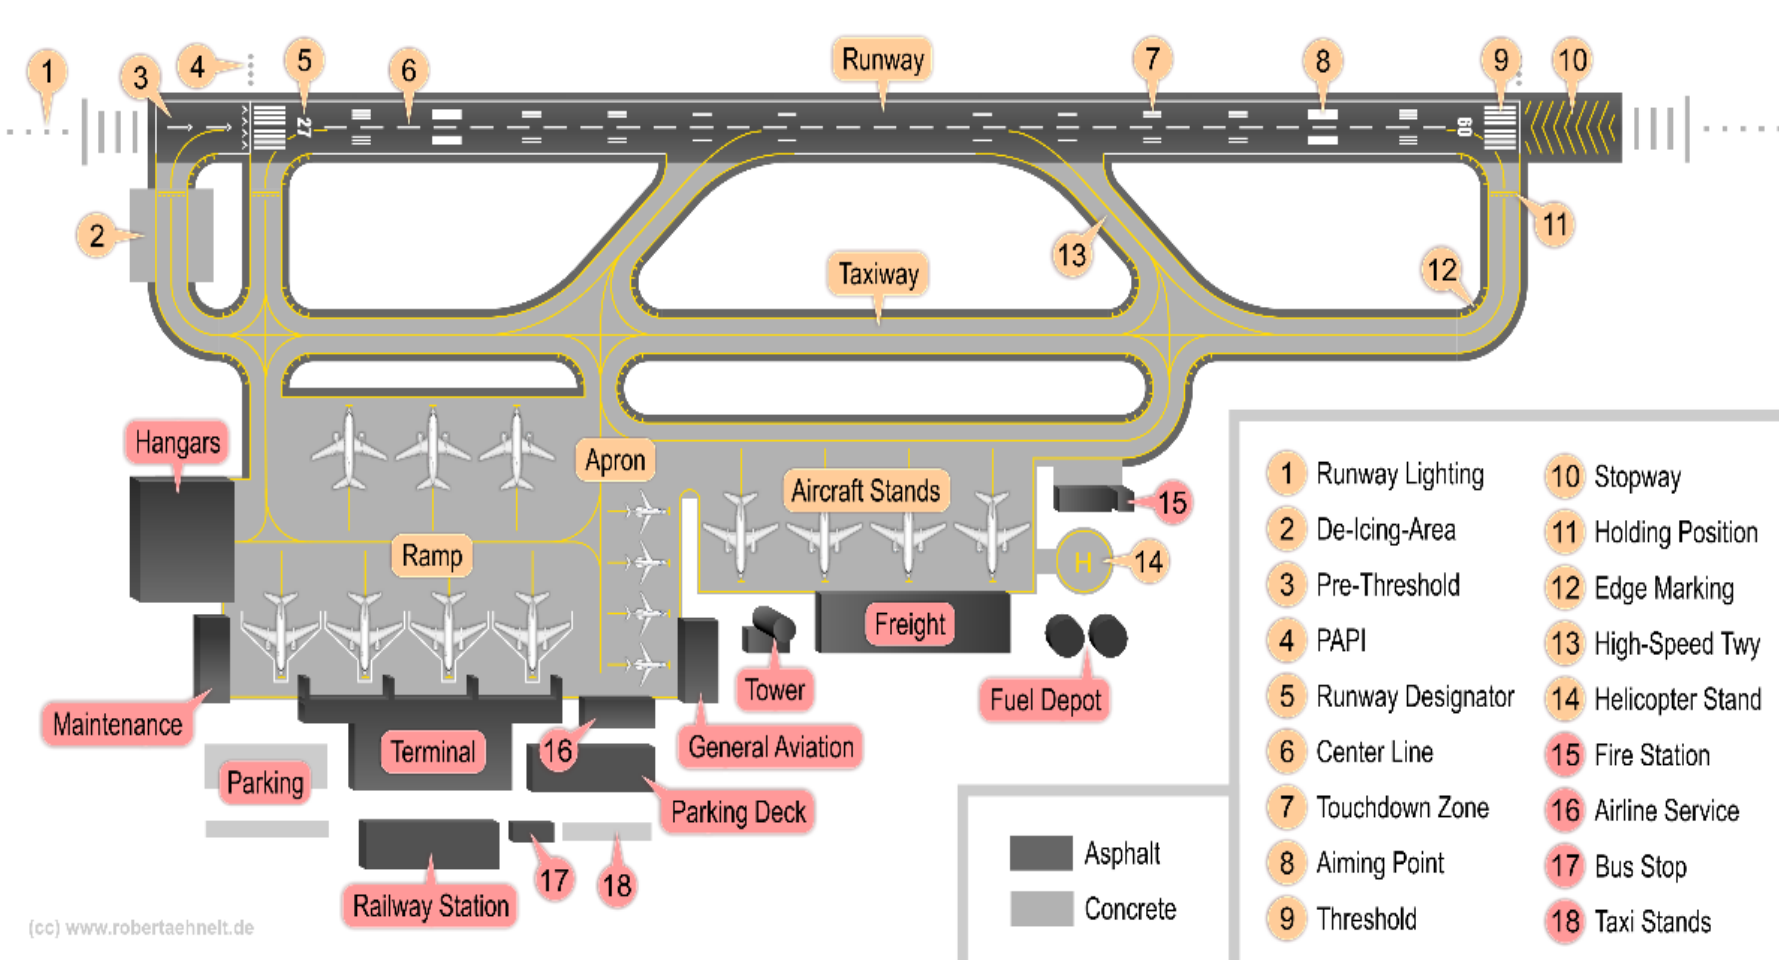 1
3
4
5
6
Runway
7
8
9
10
27
09
2
Taxiway
13
12
11
Hangars
Apron
Aircraft Stands
15
Ramp
H
14
Freight
Maintenance
Tower
Fuel Depot
Terminal
16
General Aviation
Parking
Parking Deck
Railway Station
17
18
Asphalt
Concrete
1 Runway Lighting
2 De-Icing-Area
3 Pre-Threshold
4 PAPI
5 Runway Designator
6 Center Line
7 Touchdown Zone
8 Aiming Point
9 Threshold
10 Stopway
11 Holding Position
12 Edge Marking
13 High-Speed Twy
14 Helicopter Stand
15 Fire Station
16 Airline Service
17 Bus Stop
18 Taxi Stands
(cc) www.robertaehnelt.de